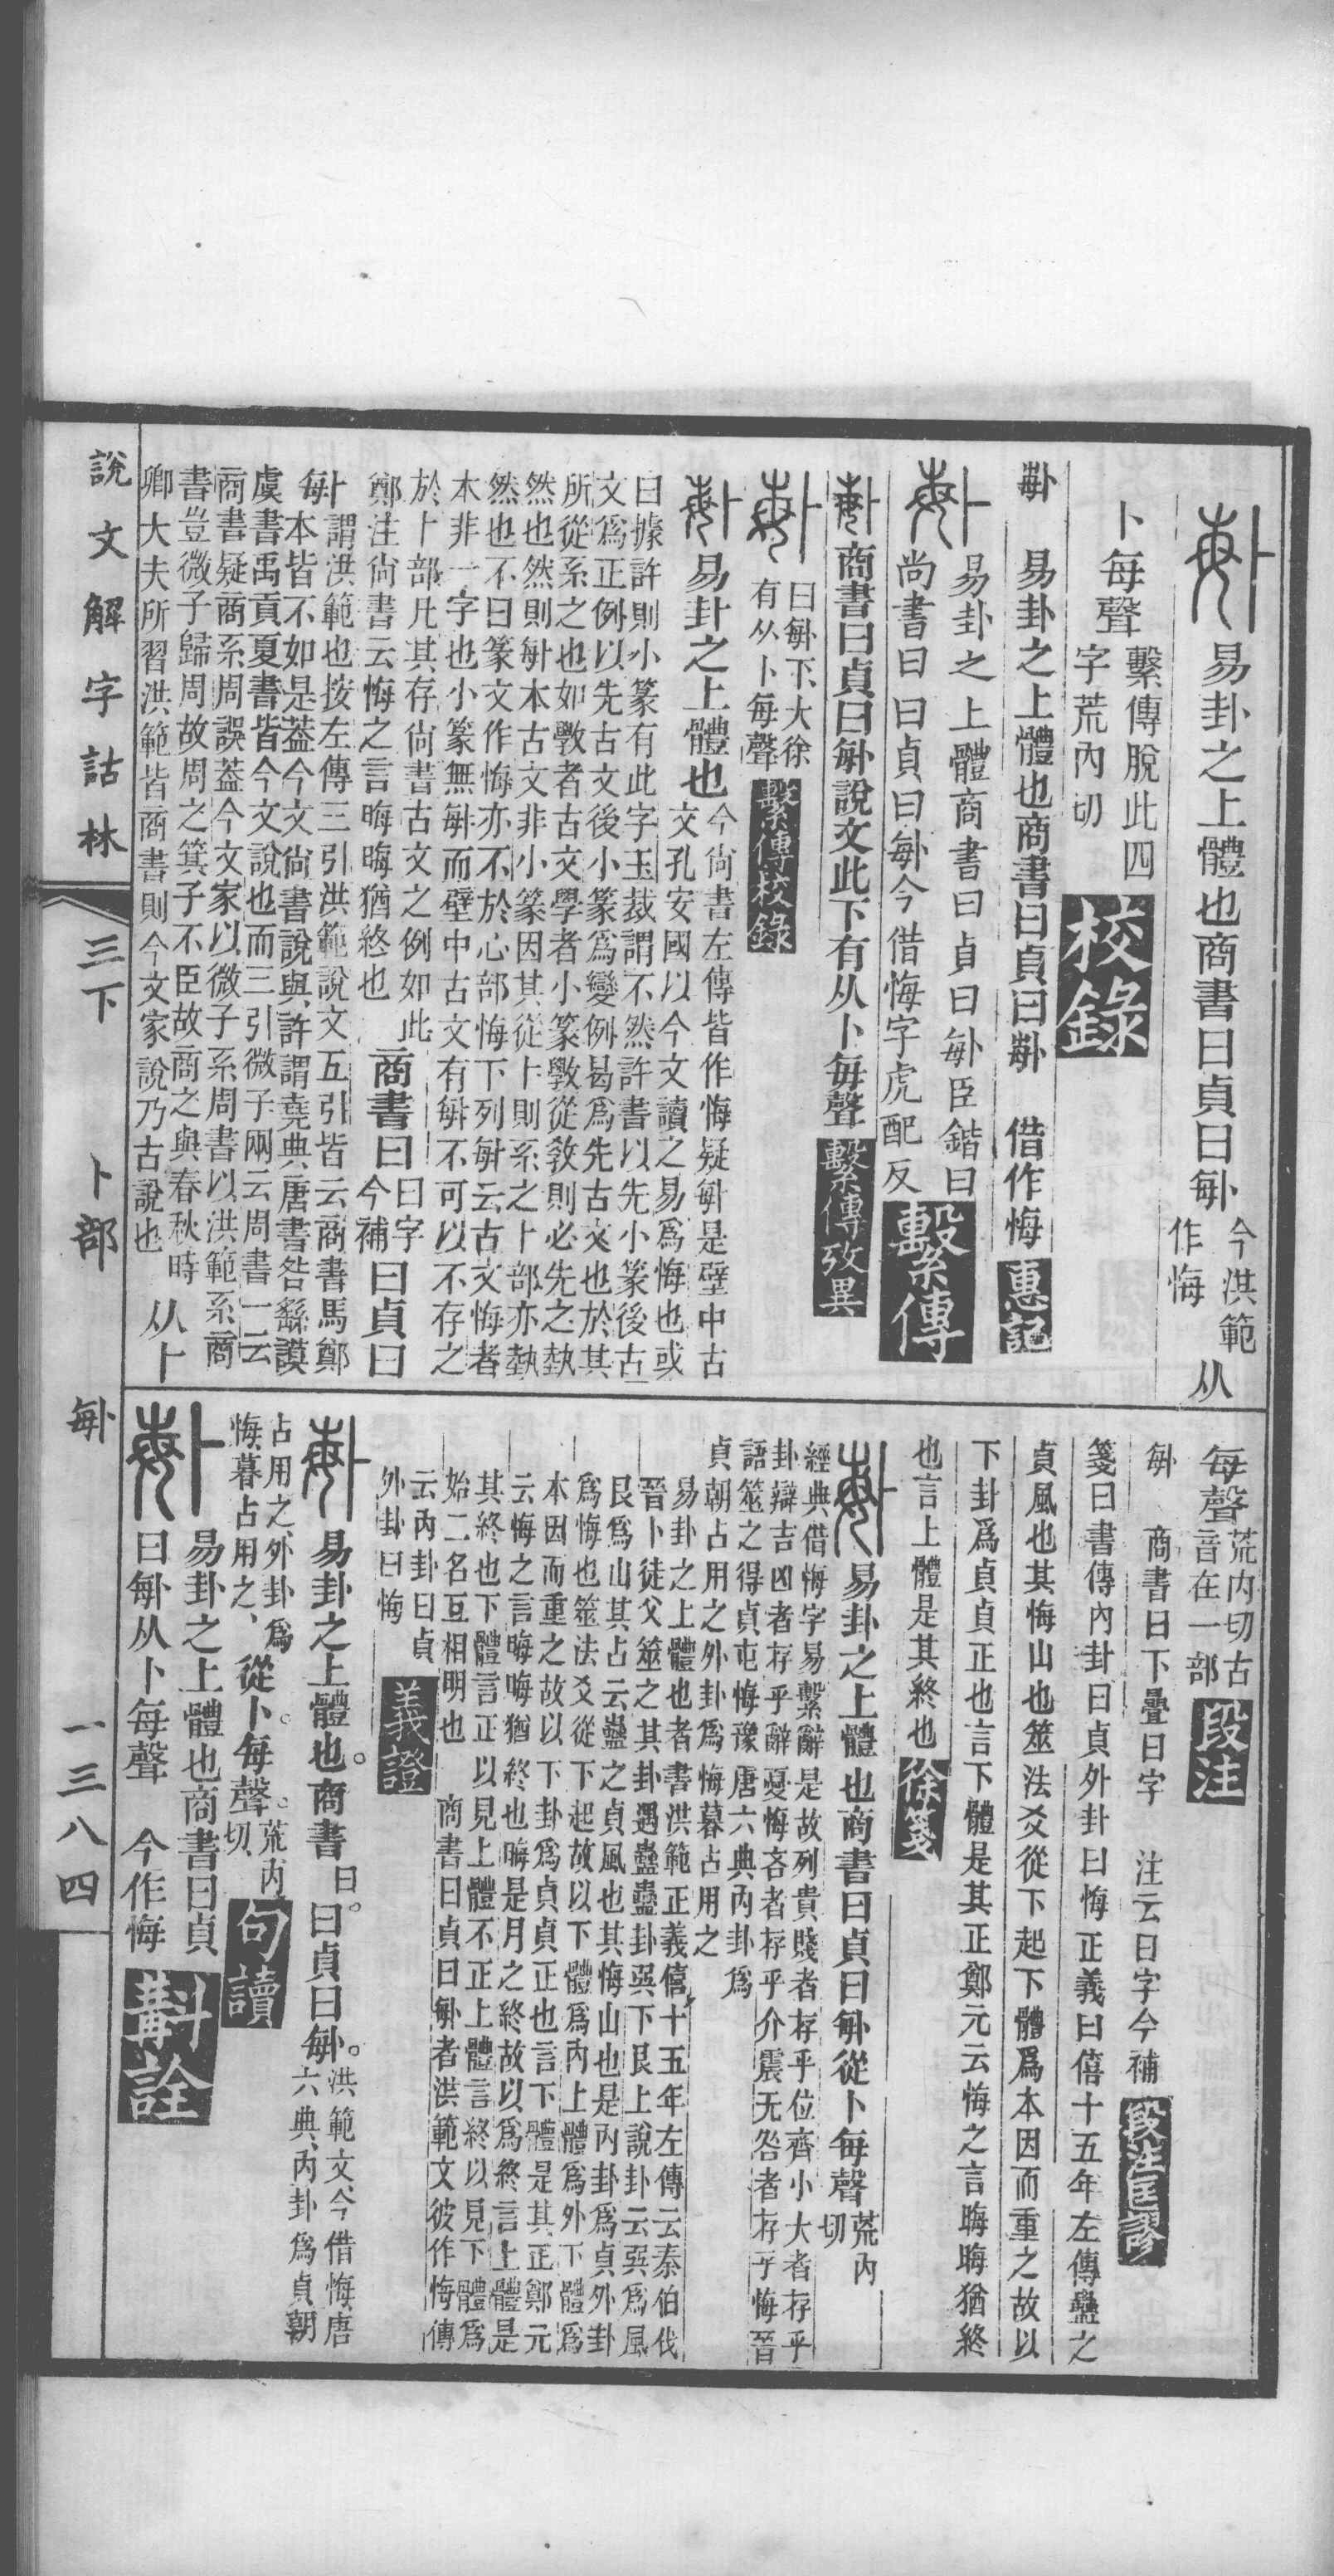 𠧩易卦之上體也商書曰貞曰𠧩今洪範作悔从
卜每聲繫傳脫此四字荒內切校錄
𠧩易卦之上體也商書曰貞曰𠧩借作悔惠記
𠧩易卦之上體商書曰貞曰𠧩臣鍇曰
尚書曰曰貞曰𠧩今借悔字虎配反繫傳
𠧩商書曰貞曰𠧩說文此下有从卜每聲繫傳攷異
𠧩曰𠧩下大徐有从卜每聲繫傳校錄
𠧩易卦之上體也今尙書左傳皆作悔疑𠧩是壁中古
文孔安國以今文讀之易爲悔也或
曰據許則小篆有此字玉裁謂不然許書以先小篆後古
文爲正例以先古文後小篆爲變例曷爲先古文也於其
所從系之也如斅者古文學者小篆斅從敎則必先之埶
然也然則𠧩本古文非小篆因其從卜則系之卜部亦埶
然也不曰篆文作悔亦不於心部悔下列𠧩云古文悔者
本非一字也小篆無𠧩而壁中古文有𠧩不可以不存之
於卜部凡其存尙書古文之例如此
鄭注尙書云悔之言晦晦猶終也商書曰曰字今補曰貞曰
𠧩謂洪範也按左傳三引洪範說文五引皆云商書馬鄭
本皆不如是葢今文尙書說與許謂堯典唐書咎繇謨
虞書禹貢夏書皆今文說也而三引微子兩云周書一云
商書疑商系周誤葢今文家以微子系周書以洪範系商
書豈微子歸周故周之箕子不臣故商之與春秋時
卿大夫所習洪範皆商書則今文家說乃古說也从卜
每聲荒內切古音在一部段注
𠧩商書曰下疊曰字注云曰字今補段注匡謬
箋曰書傳內卦曰貞外卦曰悔正義曰僖十五年左傳蠱之
貞風也其悔山也筮法爻從下起下體爲本因而重之故以
下卦爲貞貞正也言下體是其正鄭元云悔之言晦晦猶終
也言上體是其終也徐箋
𠧩易卦之上體也商書曰貞曰𠧩從卜每聲荒內切
經典借悔字易繫辭是故列貴賤者存乎位齊小大者存乎
卦辯吉凶者存乎辭憂悔吝者存乎介震无咎者存乎悔晉
語筮之得貞屯悔豫唐六典內卦爲
貞朝占用之外卦爲悔暮占用之
易卦之上體也者書洪範正義僖十五年左傳云秦伯伐
晉卜徒父筮之其卦遇蠱蠱卦巽下艮上說卦云巽爲風
艮爲山其占云蠱之貞風也其悔山也是內卦爲貞外卦
爲悔也筮法爻從下起故以下體爲內上體爲外下體爲
本因而重之故以下卦爲貞貞正也言下體是其正鄭元
云悔之言晦晦猶終也晦是月之終故以爲終言上體是
其終也下體言正以見上體不正上體言終以見下體爲
始二名互相明也　商書曰貞曰𠧩者洪範文彼作悔傳
云內卦曰貞
外卦曰悔義證
𠧩易卦之上體也。商書曰。曰貞曰𠧩。洪範文、今借悔、唐六典、內卦爲貞朝
占用之外卦爲悔、暮占用之、從卜。每聲。荒內切句讀
𠧩易卦之上體也商書曰貞
曰𠧩从卜每聲　今作悔斠詮
說文解字詁林　三下　卜部　𠧩　一三八四